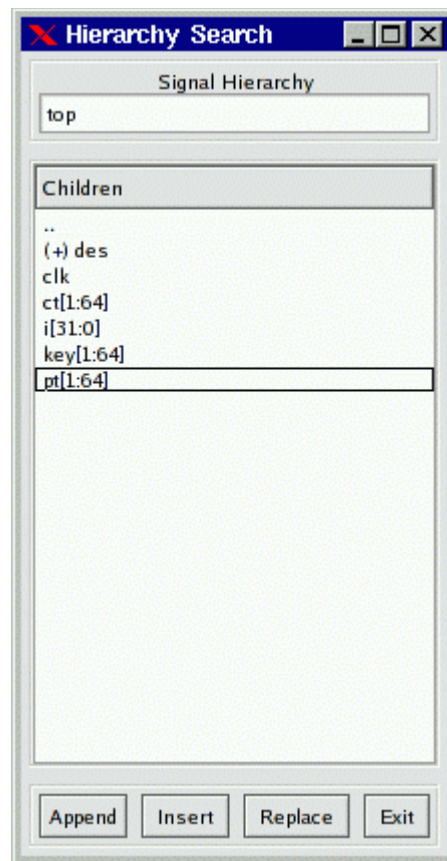 Hierarchy Search
Signal Hierarchy
top
Children
..
(+) des
clk
ct[1:64]
i[31:0]
key[1:64]
pt[1:64]
Append Insert Replace Exit